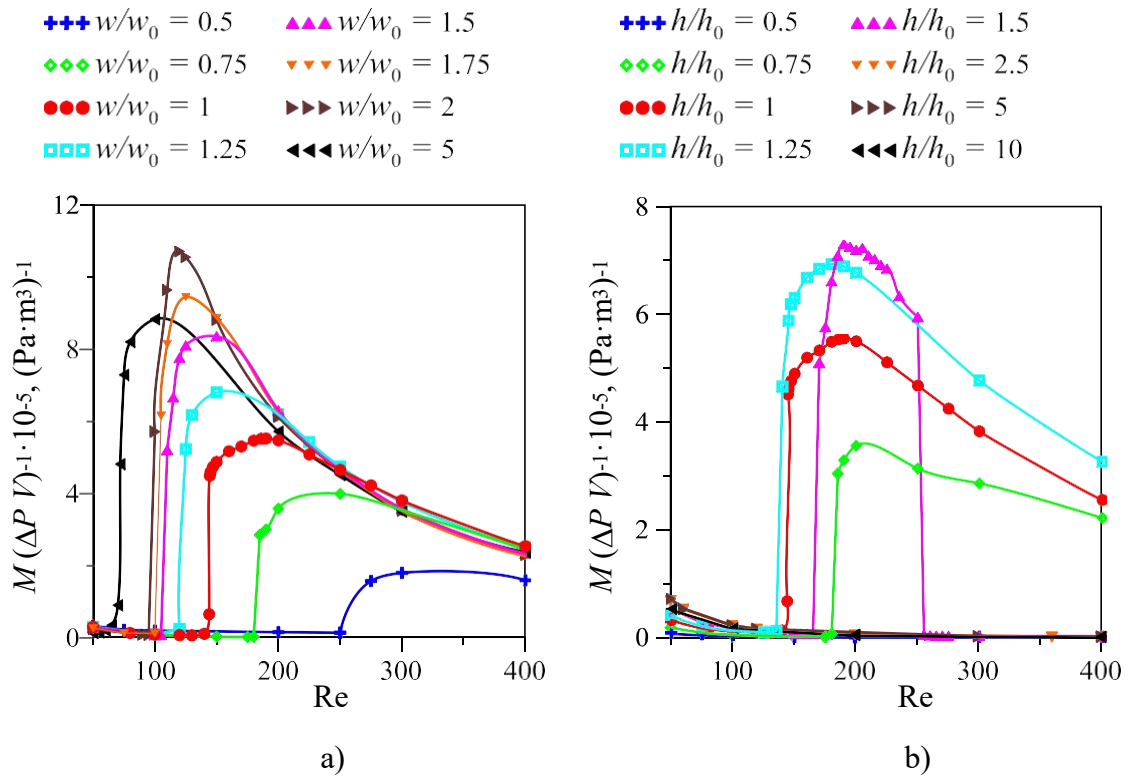 w/w0 = 0.5 w/w0 = 1.5
w/w0 = 0.75 w/w0 = 1.75
w/w0 = 1 w/w0 = 2
w/w0 = 1.25 w/w0 = 5
12
8
4
0
M (ΔP V)-1·10-5, (Pa·m3)-1
100 200 300 400
Re
a)
h/h0 = 0.5 h/h0 = 1.5
h/h0 = 0.75 h/h0 = 2.5
h/h0 = 1 h/h0 = 5
h/h0 = 1.25 h/h0 = 10
8
6
4
2
0
M (ΔP V)-1·10-5, (Pa·m3)-1
100 200 300 400
Re
b)